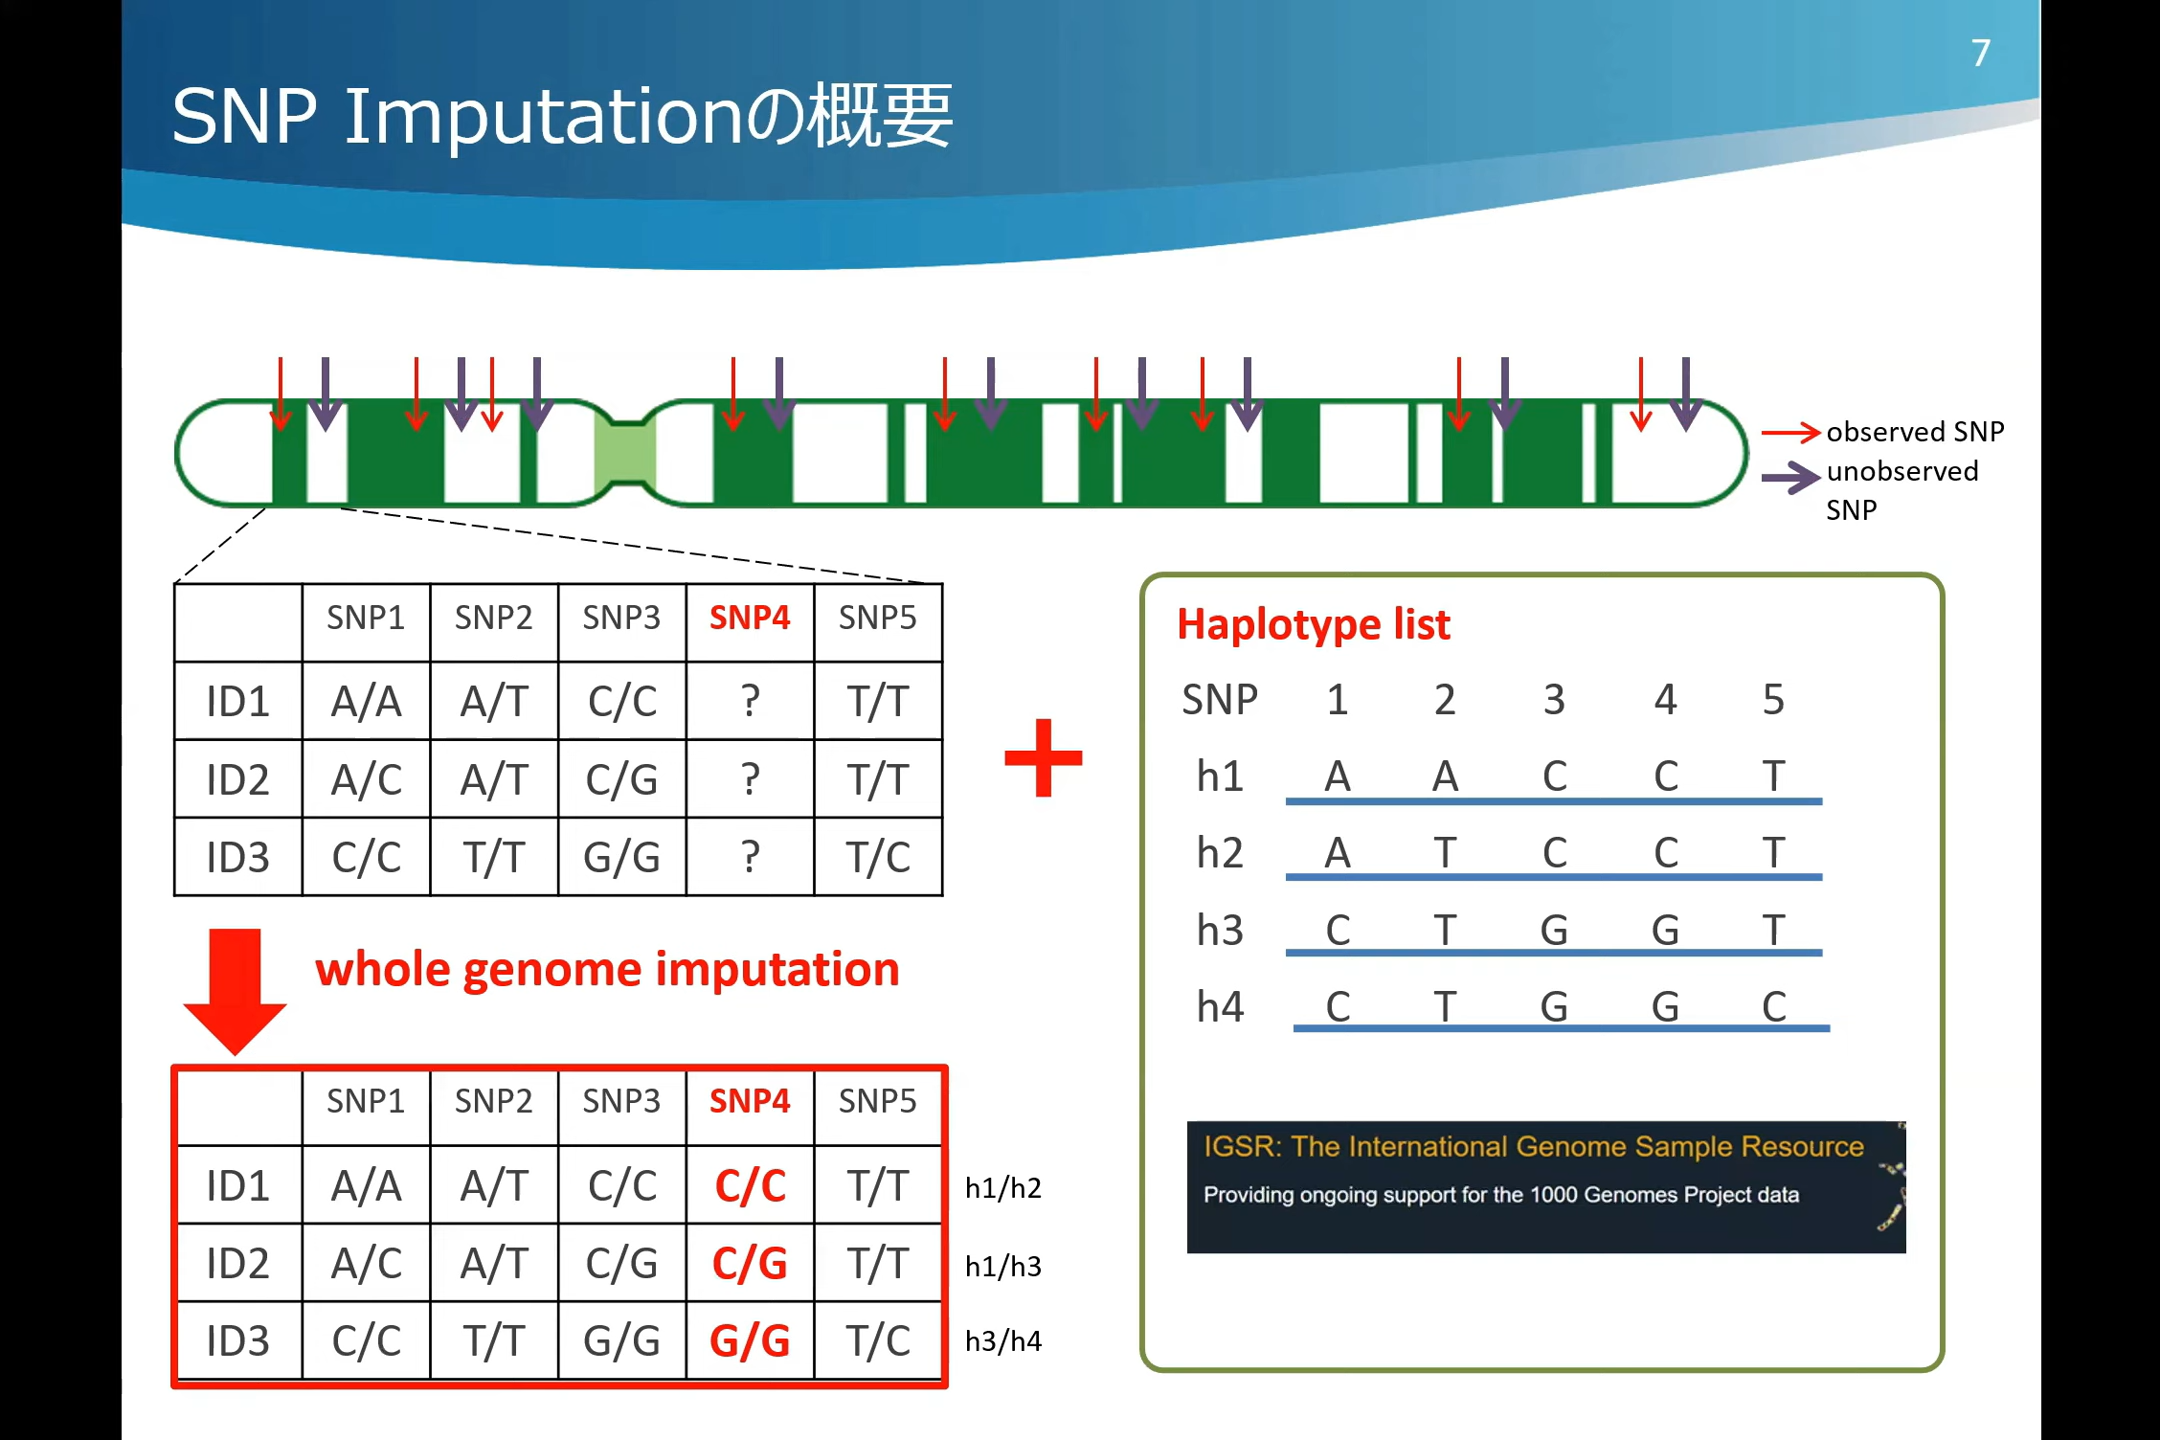 7
SNP Imputationの概要
observed SNP
unobserved
SNP
SNP1 SNP2 SNP3 SNP4 SNP5
ID1 A/A A/T C/C ? T/T
ID2 A/C A/T C/G ? T/T
ID3 C/C T/T G/G ? T/C
+
Haplotype list
SNP 1 2 3 4 5
h1 A A C C T
h2 A T C C T
h3 C T G G T
h4 C T G G C
IGSR: The International Genome Sample Resource
Providing ongoing support for the 1000 Genomes Project data
whole genome imputation
SNP1 SNP2 SNP3 SNP4 SNP5
ID1 A/A A/T C/C C/C T/T h1/h2
ID2 A/C A/T C/G C/G T/T h1/h3
ID3 C/C T/T G/G G/G T/C h3/h4